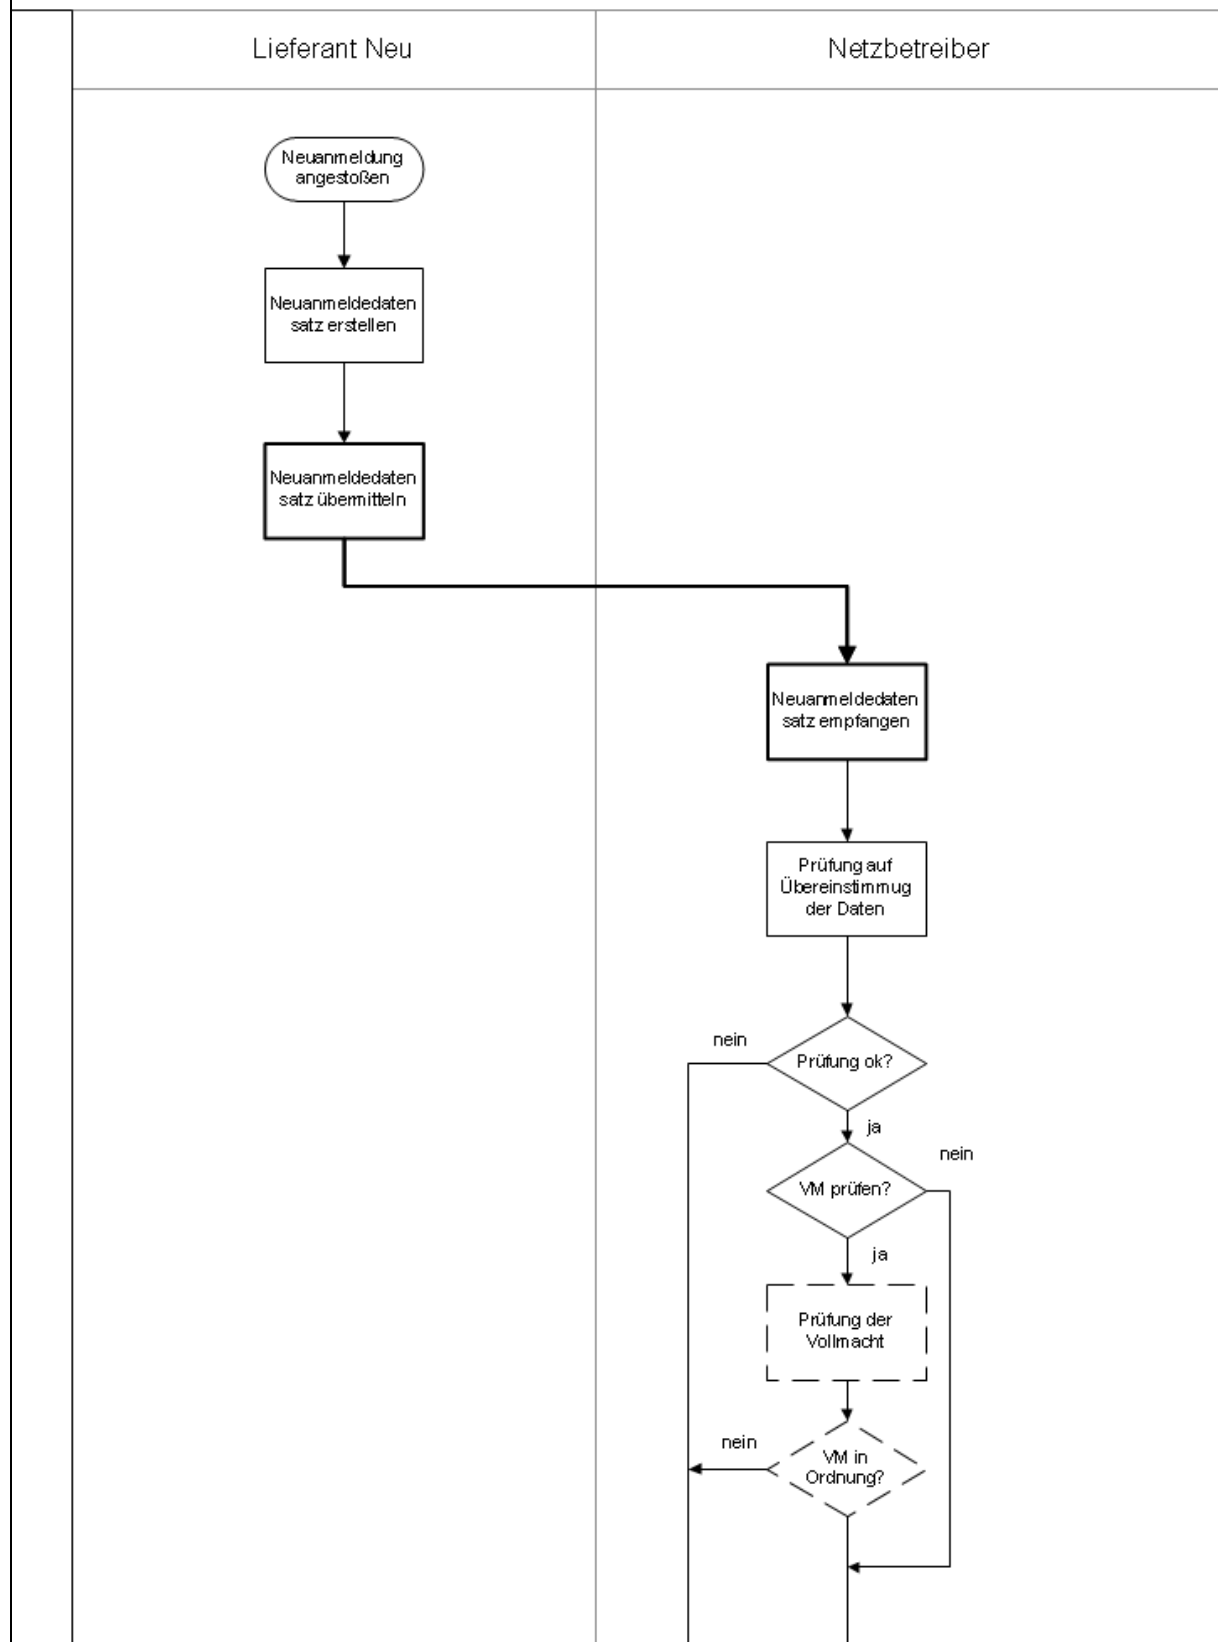 Lieferant Neu
Netzbetreiber
Neuanmeldung
angestoßen
Neuanmeldedaten
satz erstellen
Neuanmeldedaten
satz übermitteln
Neuanmeldedaten
satz empfangen
Prüfung auf
Übereinstimmug
der Daten
nein
Prüfung ok?
ja
nein
VM prüfen?
ja
Prüfung der
Vollmacht
nein
VM in
Ordnung?